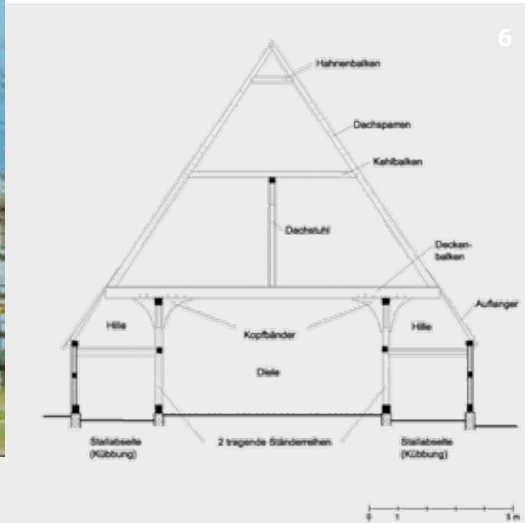 6
Hahnenbalken
Dachsparren
Kehlbalken
Dachstuhl
Decken-
balken
Auflanger
Hille
Kopfbänder
Hille
Diele
Stallabseite
(Kübbung)
2 tragende Ständerreihen
Stallabseite
(Kübbung)
0 1 5 m